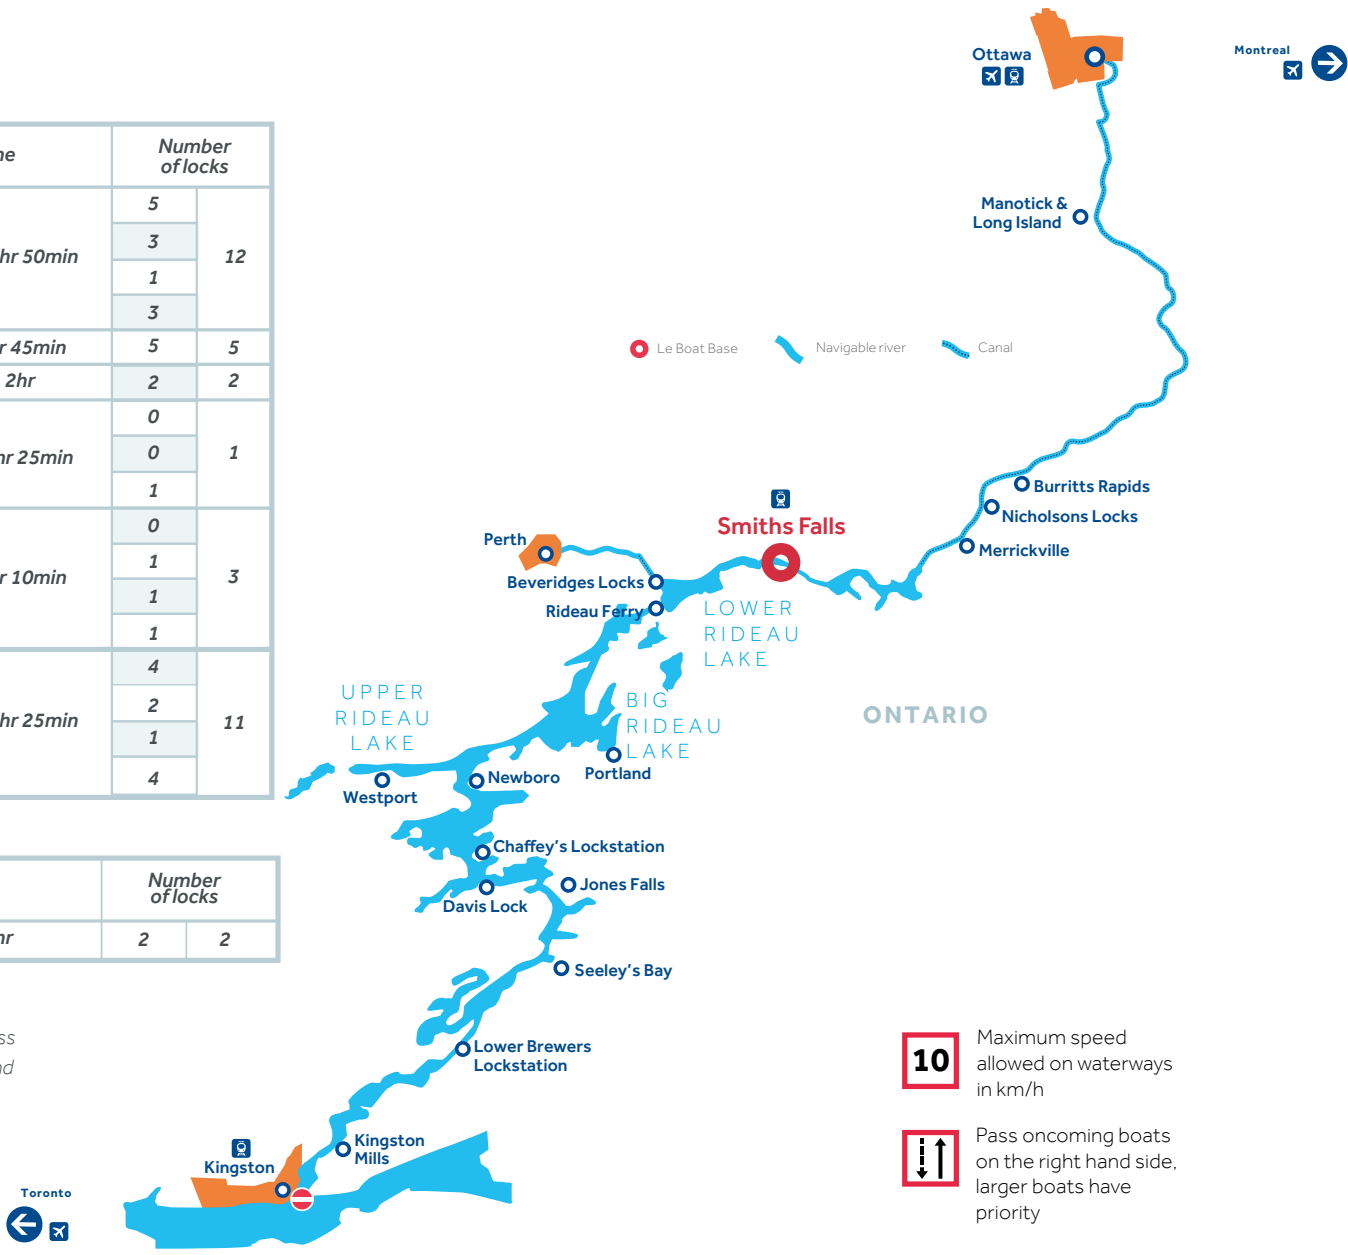 Ottawa
Montreal
ne
Number
of locks
5
hr 50min
3
12
1
3
r 45min
5
5
2hr
2
2
0
hr 25min
0
1
1
0
r 10min
1
3
1
1
4
hr 25min
2
11
1
4
Number
of locks
hr
2
2
ss
nd
Manotick &
Long Island
Le Boat Base
Navigable river
Canal
Burritts Rapids
Nicholsons Locks
Merrickville
Smiths Falls
Perth
Beveridges Locks
Rideau Ferry
LOWER
RIDEAU
LAKE
UPPER
RIDEAU
LAKE
BIG
RIDEAU
LAKE
ONTARIO
Portland
Newboro
Westport
Chaffey's Lockstation
Jones Falls
Davis Lock
Seeley's Bay
Lower Brewers
Lockstation
Kingston
Mills
Kingston
Toronto
10
Maximum speed
allowed on waterways
in km/h
Pass oncoming boats
on the right hand side,
larger boats have
priority